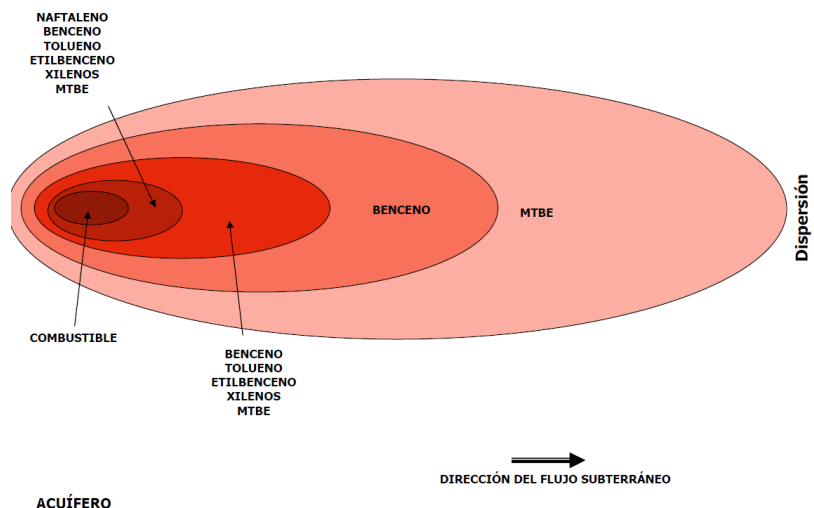 NAFTALENO
BENCENO
TOLUENO
ETILBENCENO
XILENOS
MTBE
BENCENO
MTBE
Dispersión
COMBUSTIBLE
BENCENO
TOLUENO
ETILBENCENO
XILENOS
MTBE
DIRECCIÓN DEL FLUJO SUBTERRÁNEO
ACUÍFERO